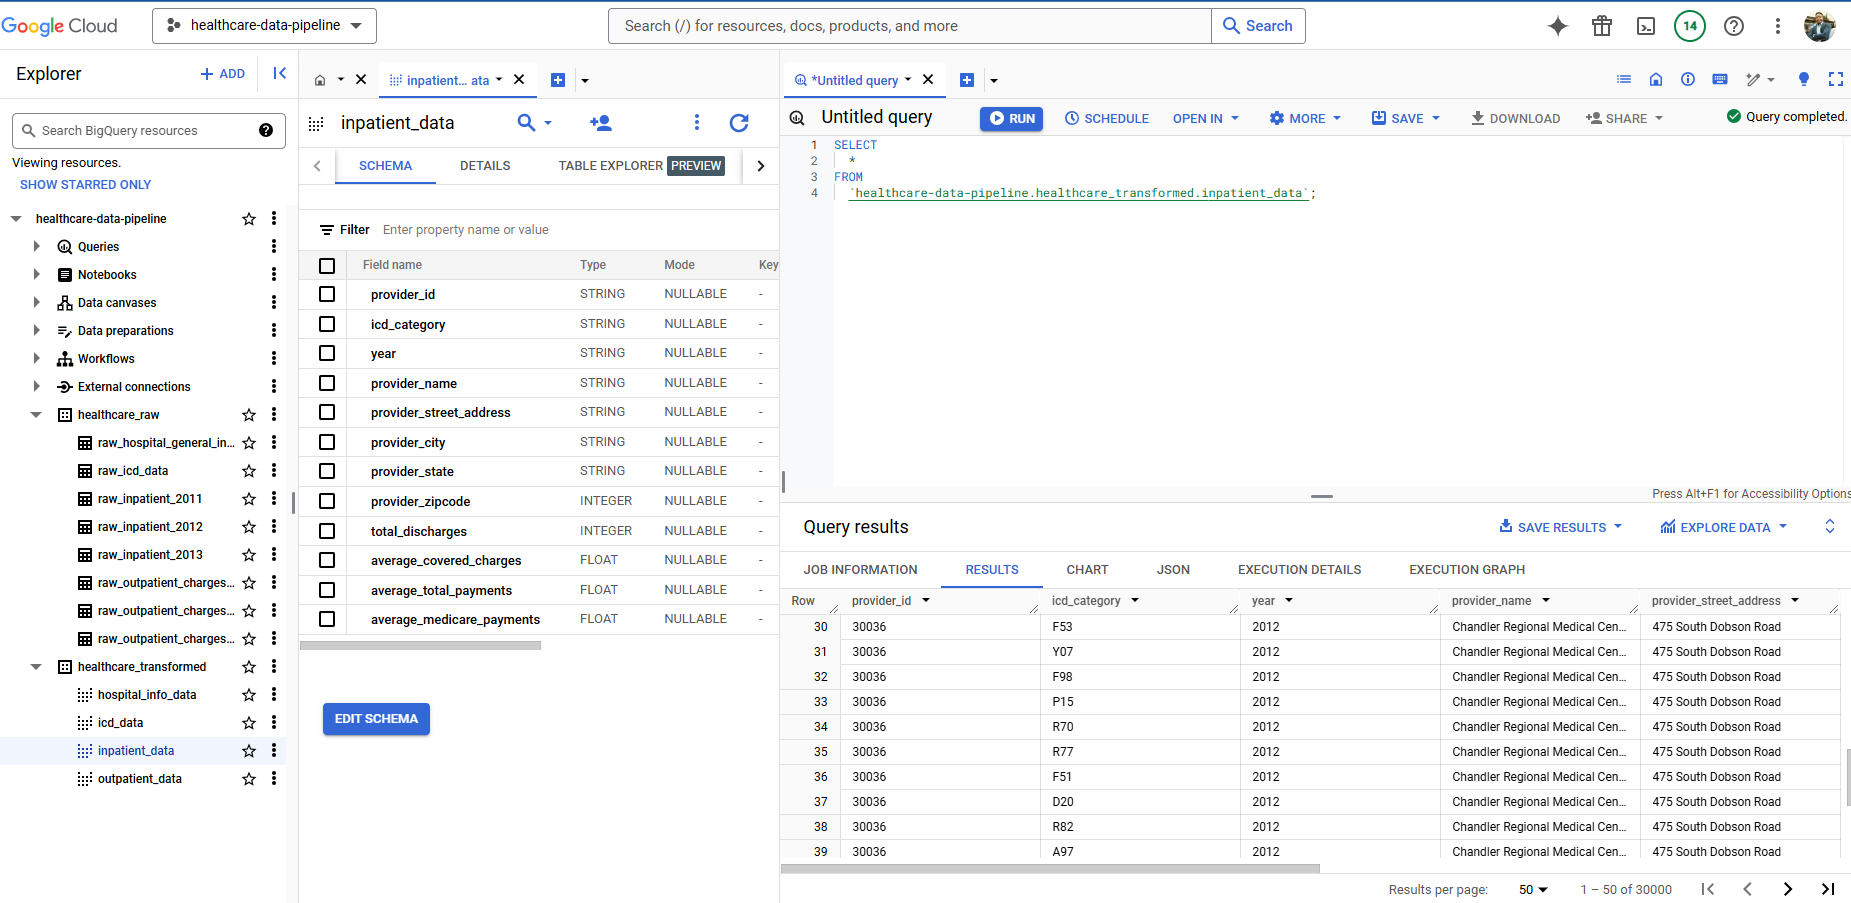 Google Cloud
healthcare-data-pipeline
Search (/) for resources, docs, products, and more
Search
14
Explorer
+ ADD
Search BigQuery resources
Viewing resources.
SHOW STARRED ONLY
healthcare-data-pipeline
Queries
Notebooks
Data canvases
Data preparations
Workflows
External connections
healthcare_raw
raw_hospital_general_in...
raw_icd_data
raw_inpatient_2011
raw_inpatient_2012
raw_inpatient_2013
raw_outpatient_charges...
raw_outpatient_charges...
raw_outpatient_charges...
healthcare_transformed
hospital_info_data
icd_data
inpatient_data
outpatient_data
inpatient... ata
inpatient_data
SCHEMA DETAILS TABLE EXPLORER PREVIEW
Filter Enter property name or value
Field name Type Mode Key
provider_id STRING NULLABLE -
icd_category STRING NULLABLE -
year STRING NULLABLE -
provider_name STRING NULLABLE -
provider_street_address STRING NULLABLE -
provider_city STRING NULLABLE -
provider_state STRING NULLABLE -
provider_zipcode INTEGER NULLABLE -
total_discharges INTEGER NULLABLE -
average_covered_charges FLOAT NULLABLE -
average_total_payments FLOAT NULLABLE -
average_medicare_payments FLOAT NULLABLE -
EDIT SCHEMA
*Untitled query
Untitled query RUN SCHEDULE OPEN IN MORE SAVE DOWNLOAD SHARE Query completed.
1 SELECT
2 *
3 FROM
4 `healthcare-data-pipeline.healthcare_transformed.inpatient_data`;
Press Alt+F1 for Accessibility Options
Query results SAVE RESULTS EXPLORE DATA
JOB INFORMATION RESULTS CHART JSON EXECUTION DETAILS EXECUTION GRAPH
Row provider_id icd_category year provider_name provider_street_address
30 30036 F53 2012 Chandler Regional Medical Cen... 475 South Dobson Road
31 30036 Y07 2012 Chandler Regional Medical Cen... 475 South Dobson Road
32 30036 F98 2012 Chandler Regional Medical Cen... 475 South Dobson Road
33 30036 P15 2012 Chandler Regional Medical Cen... 475 South Dobson Road
34 30036 R70 2012 Chandler Regional Medical Cen... 475 South Dobson Road
35 30036 R77 2012 Chandler Regional Medical Cen... 475 South Dobson Road
36 30036 F51 2012 Chandler Regional Medical Cen... 475 South Dobson Road
37 30036 D20 2012 Chandler Regional Medical Cen... 475 South Dobson Road
38 30036 R82 2012 Chandler Regional Medical Cen... 475 South Dobson Road
39 30036 A97 2012 Chandler Regional Medical Cen... 475 South Dobson Road
Results per page: 50 1 – 50 of 30000